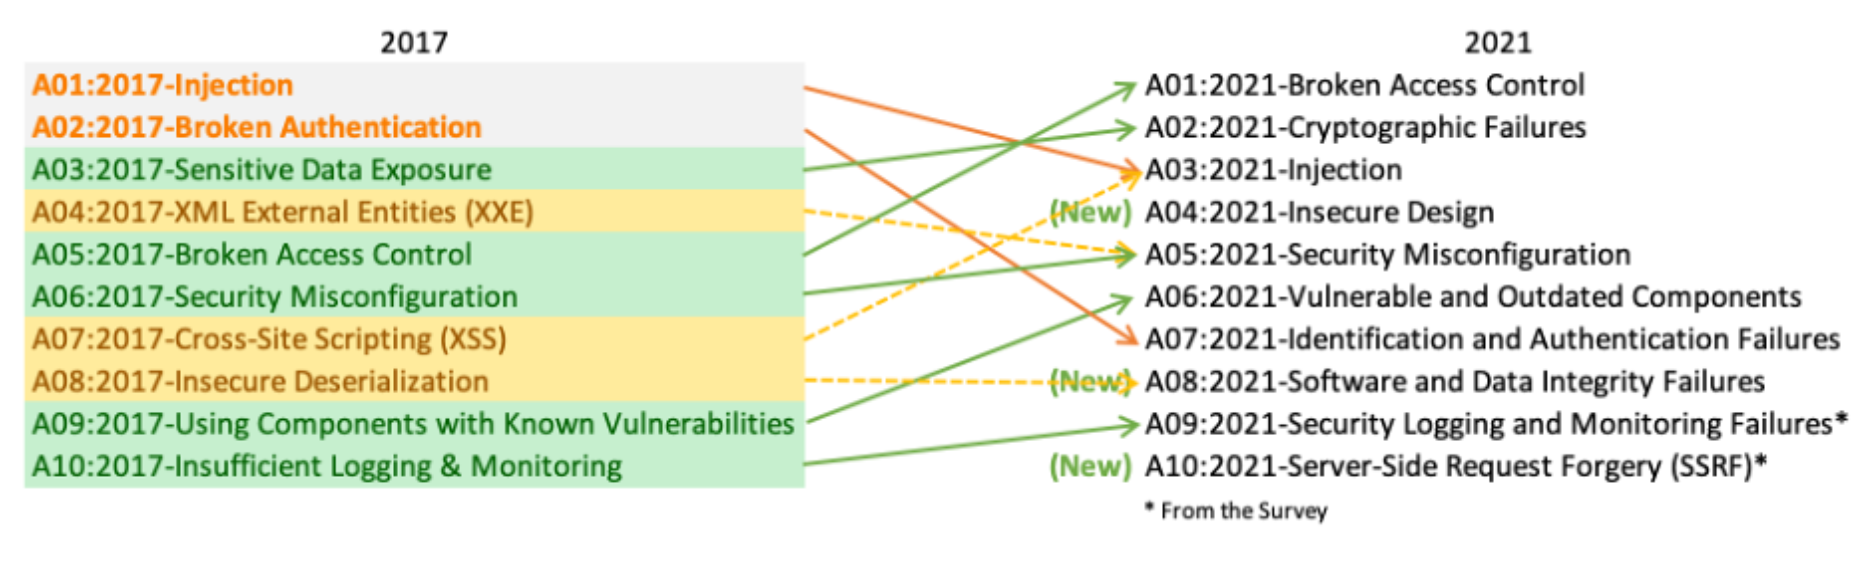 2017
A01:2017-Injection
A02:2017-Broken Authentication
A03:2017-Sensitive Data Exposure
A04:2017-XML External Entities (XXE)
A05:2017-Broken Access Control
A06:2017-Security Misconfiguration
A07:2017-Cross-Site Scripting (XSS)
A08:2017-Insecure Deserialization
A09:2017-Using Components with Known Vulnerabilities
A10:2017-Insufficient Logging & Monitoring
2021
A01:2021-Broken Access Control
A02:2021-Cryptographic Failures
A03:2021-Injection
(New) A04:2021-Insecure Design
A05:2021-Security Misconfiguration
A06:2021-Vulnerable and Outdated Components
A07:2021-Identification and Authentication Failures
(New) A08:2021-Software and Data Integrity Failures
A09:2021-Security Logging and Monitoring Failures*
(New) A10:2021-Server-Side Request Forgery (SSRF)*
* From the Survey